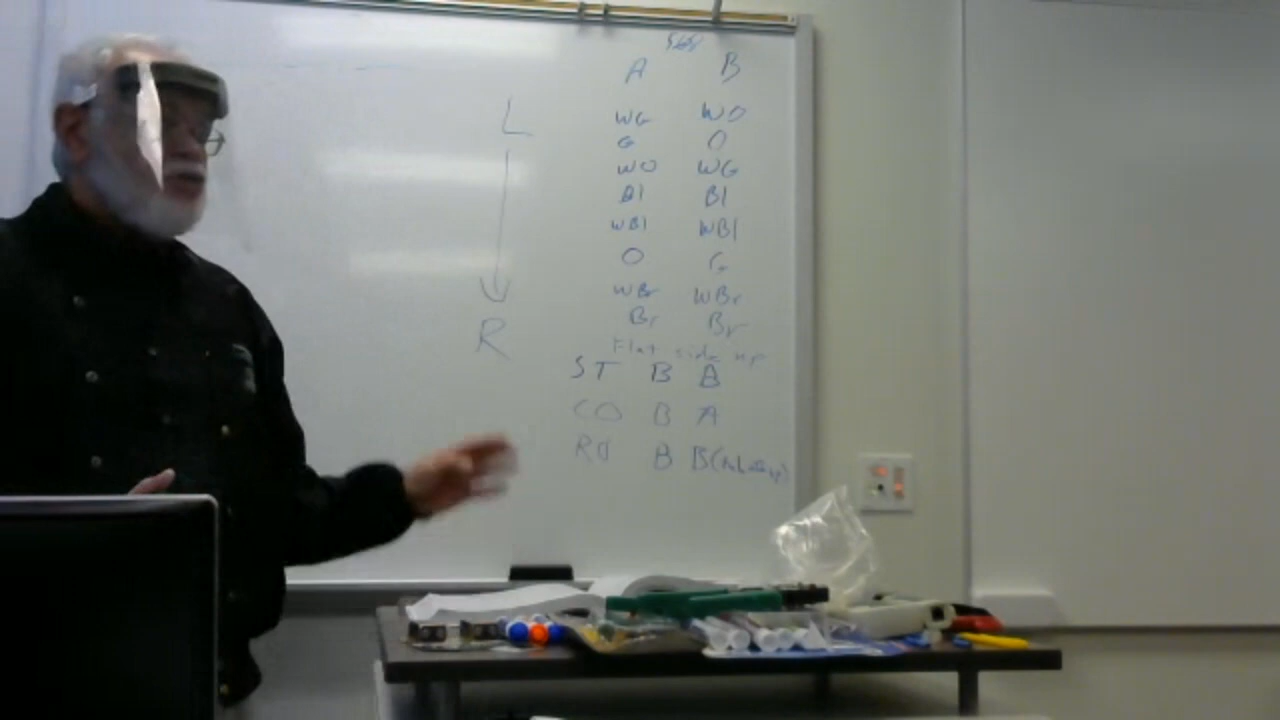 568
A B
L
WG WO
G O
WO WG
Bl Bl
WBl WBl
O G
WBr WBr
Br Br
R
Flat side up
ST B B
CO B A
RO B B